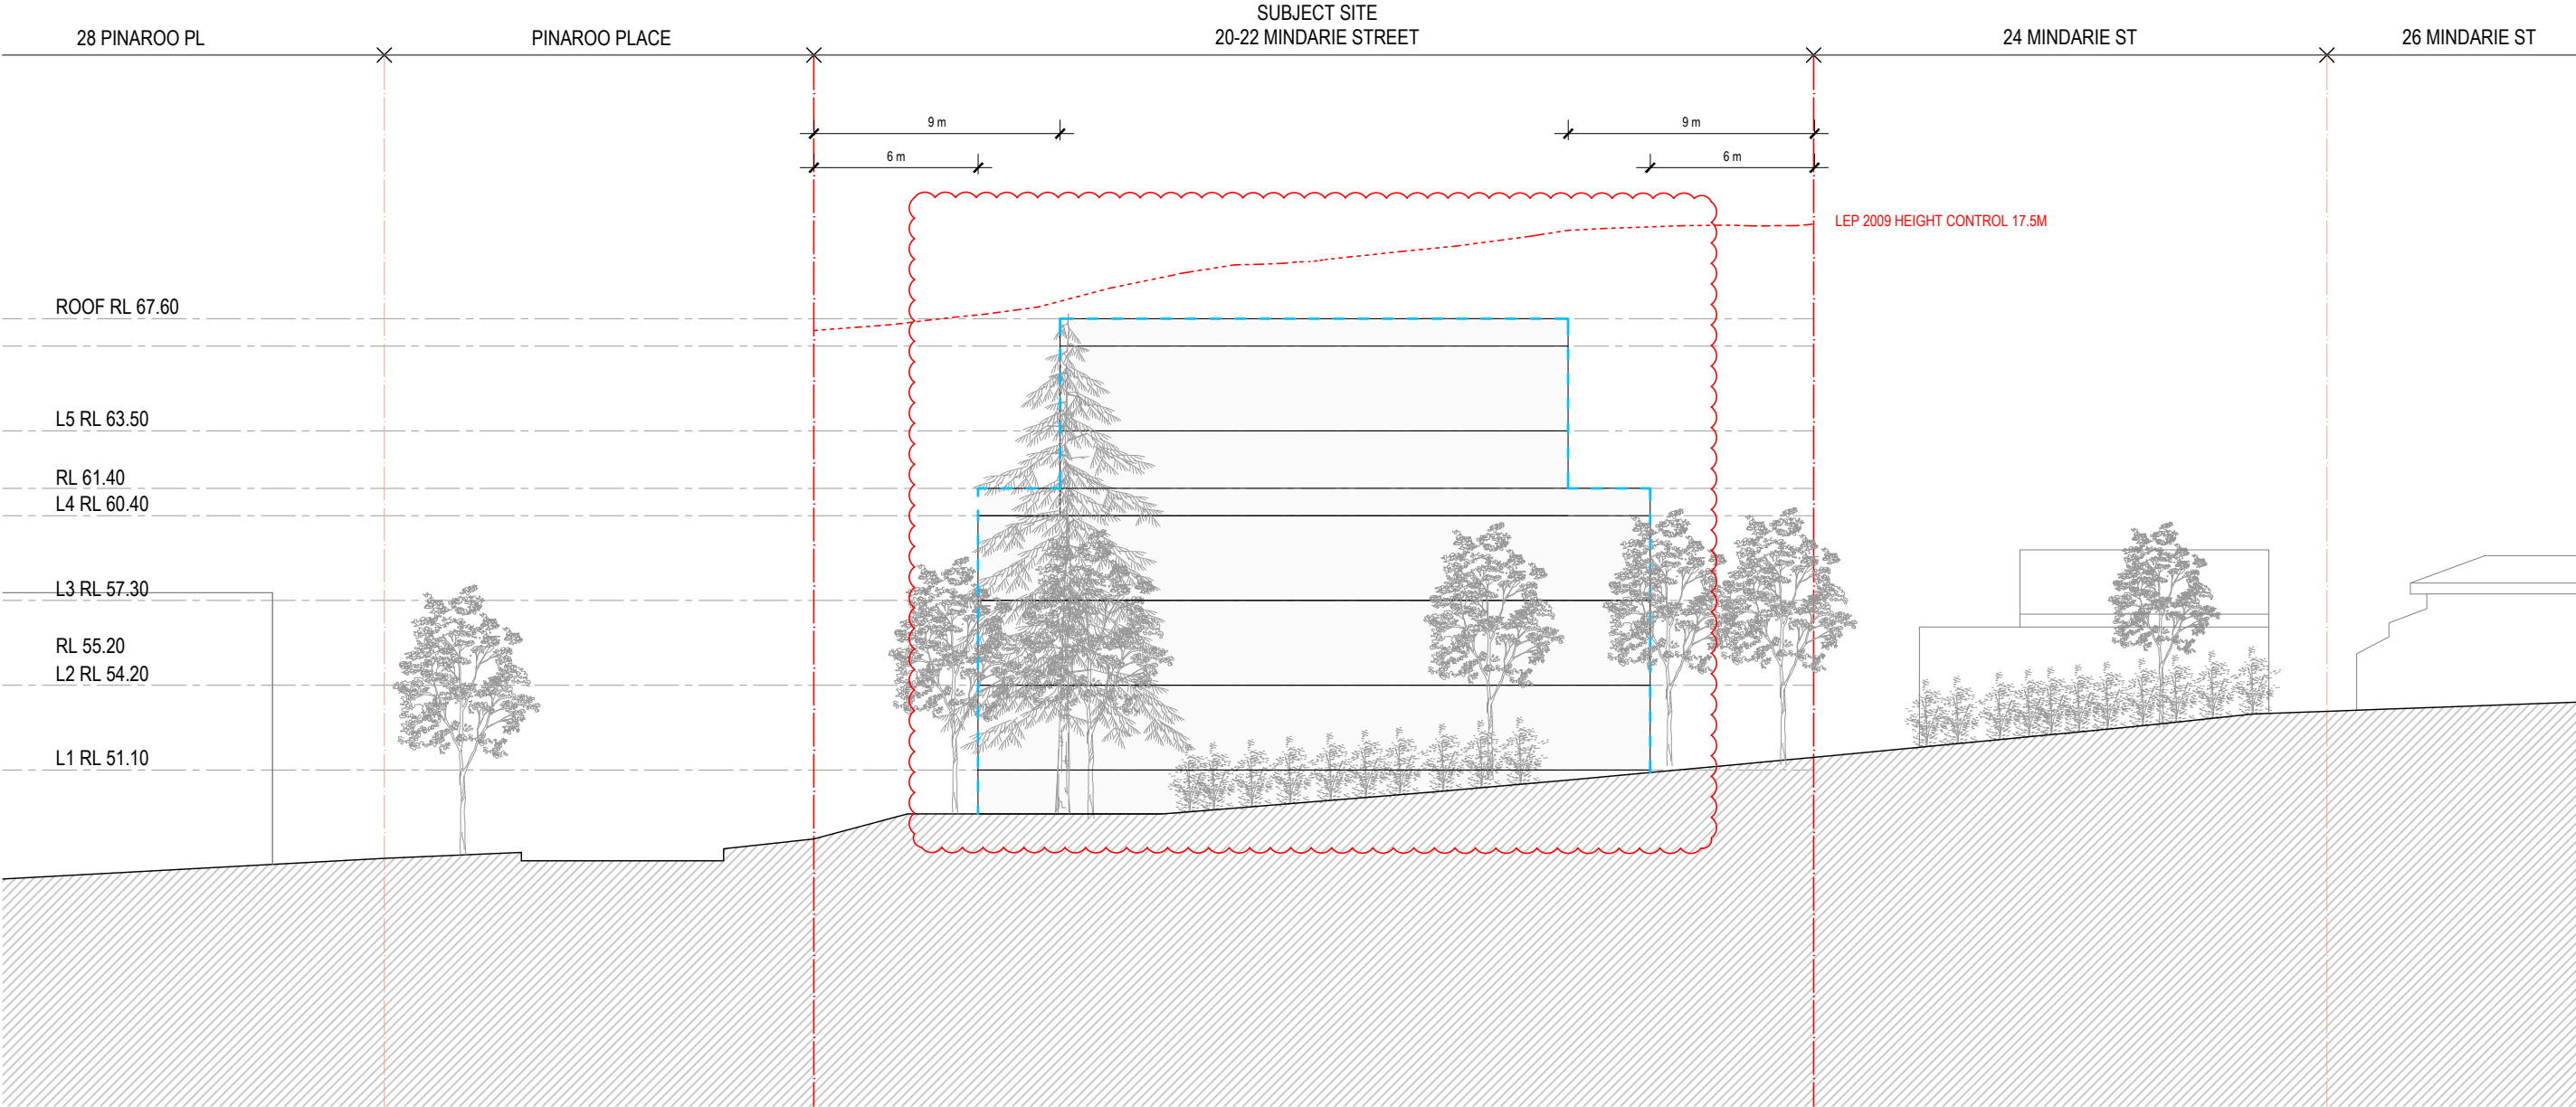 SUBJECT SITE
28 PINAROO PL
PINAROO PLACE
20-22 MINDARIE STREET
24 MINDARIE ST
26 MINDARIE ST
9 m
9 m
6 m
6 m
LEP 2009 HEIGHT CONTROL 17.5M
ROOF RL 67.60
L5 RL 63.50
RL 61.40
L4 RL 60.40
L3 RL 57.30
RL 55.20
L2 RL 54.20
L1 RL 51.10